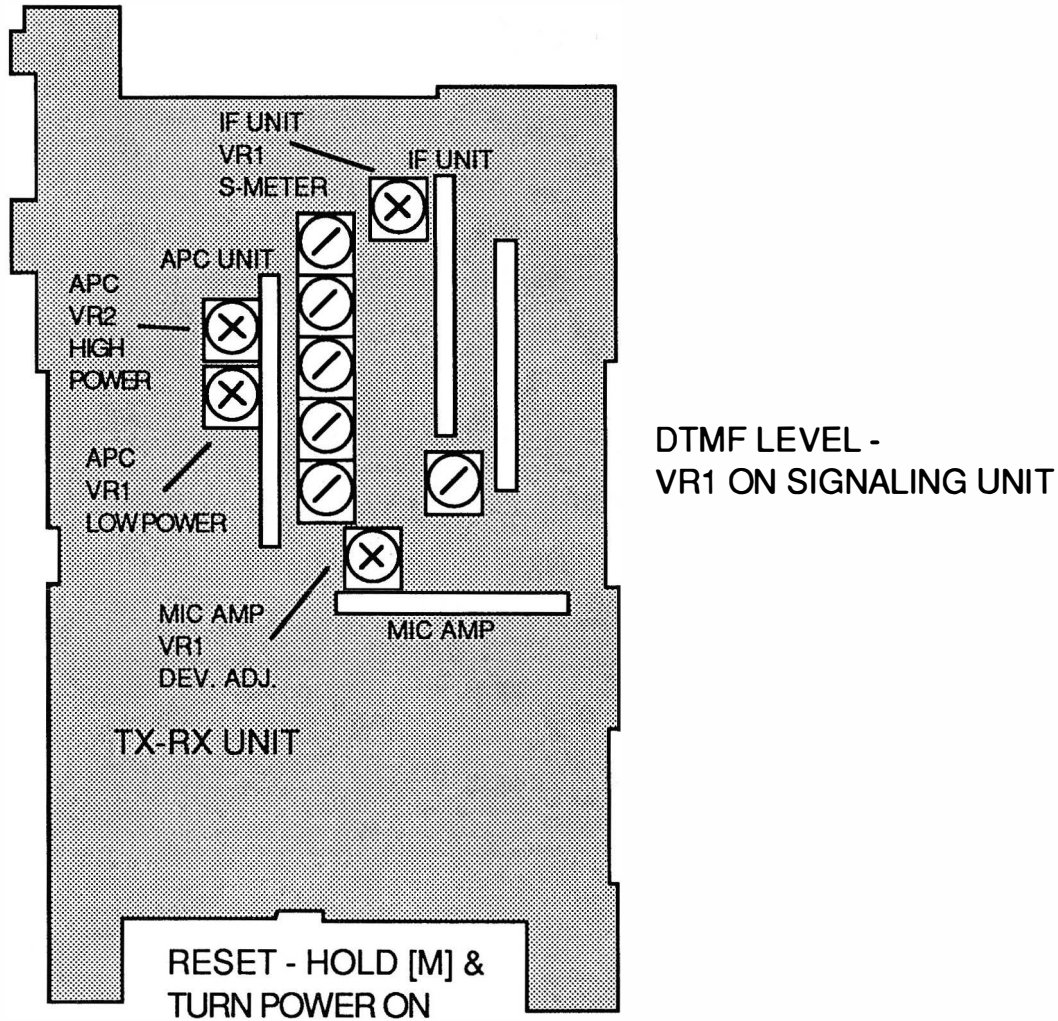 IF UNIT
VR1
S-METER
IF UNIT
APC UNIT
APC
VR2
HIGH
POWER
APC
VR1
LOW POWER
DTMF LEVEL -
VR1 ON SIGNALING UNIT
MIC AMP
VR1
DEV. ADJ.
MIC AMP
TX-RX UNIT
RESET - HOLD [M] &
TURN POWER ON